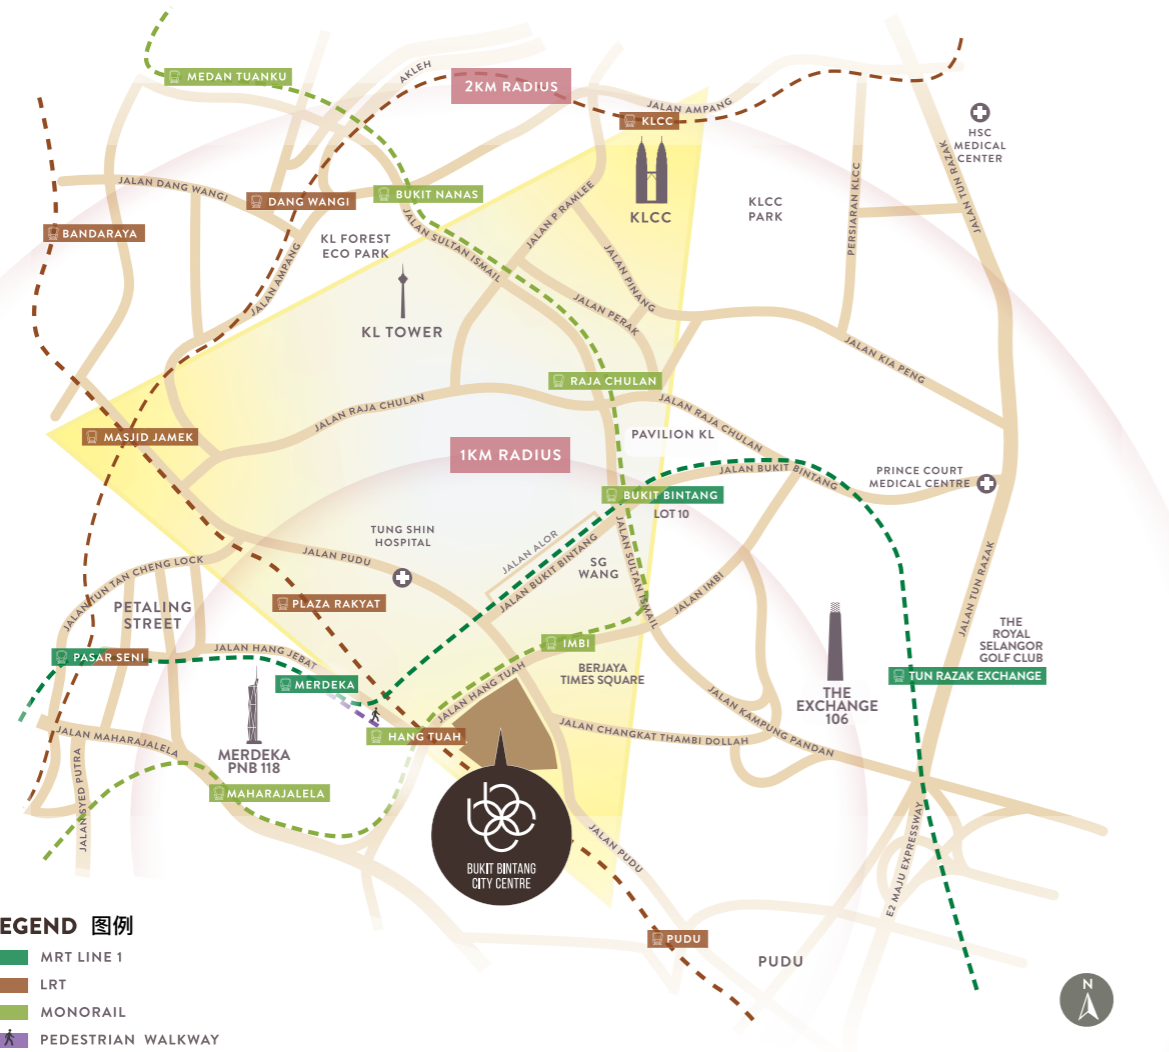 MEDAN TUANKU
AKLEH
2KM RADIUS
JALAN AMPANG
KLCC
HSC
MEDICAL
CENTER
JALAN DANG WANGI
DANG WANGI
BUKIT NANAS
JALAN P RAMLEE
KLCC
KLCC
PARK
PERSIARAN KLCC
JALAN TUN RAZAK
BANDARAYA
KL FOREST
ECO PARK
JALAN SULTAN ISMAIL
JALAN AMPANG
JALAN PINANG
KL TOWER
JALAN PERAK
JALAN KIA PENG
RAJA CHULAN
JALAN RAJA CHULAN
JALAN RAJA CHULAN
MASJID JAMEK
PAVILION KL
1KM RADIUS
JALAN BUKIT BINTANG
PRINCE COURT
MEDICAL CENTRE
BUKIT BINTANG
LOT 10
TUNG SHIN
HOSPITAL
JALAN PUDU
JALAN ALOR
JALAN BUKIT BINTANG
SG
WANG
JALAN SULTAN ISMAIL
JALAN IMBI
JALAN TUN RAZAK
JALAN TUN TAN CHENG LOCK
PETALING
STREET
PLAZA RAKYAT
IMBI
THE
ROYAL
SELANGOR
GOLF CLUB
PASAR SENI
JALAN HANG JEBAT
MERDEKA
JALAN HANG TUAH
BERJAYA
TIMES SQUARE
TUN RAZAK EXCHANGE
THE
EXCHANGE
106
JALAN MAHARAJALELA
HANG TUAH
JALAN CHANGKAT THAMBI DOLLAH
JALAN KAMPUNG PANDAN
MERDEKA
PNB 118
JALAN SYED PUTRA
MAHARAJALELA
BUKIT BINTANG
CITY CENTRE
JALAN PUDU
E2 MAJU EXPRESSWAY
PUDU
PUDU
EGEND 图例
MRT LINE 1
LRT
MONORAIL
PEDESTRIAN WALKWAY
N